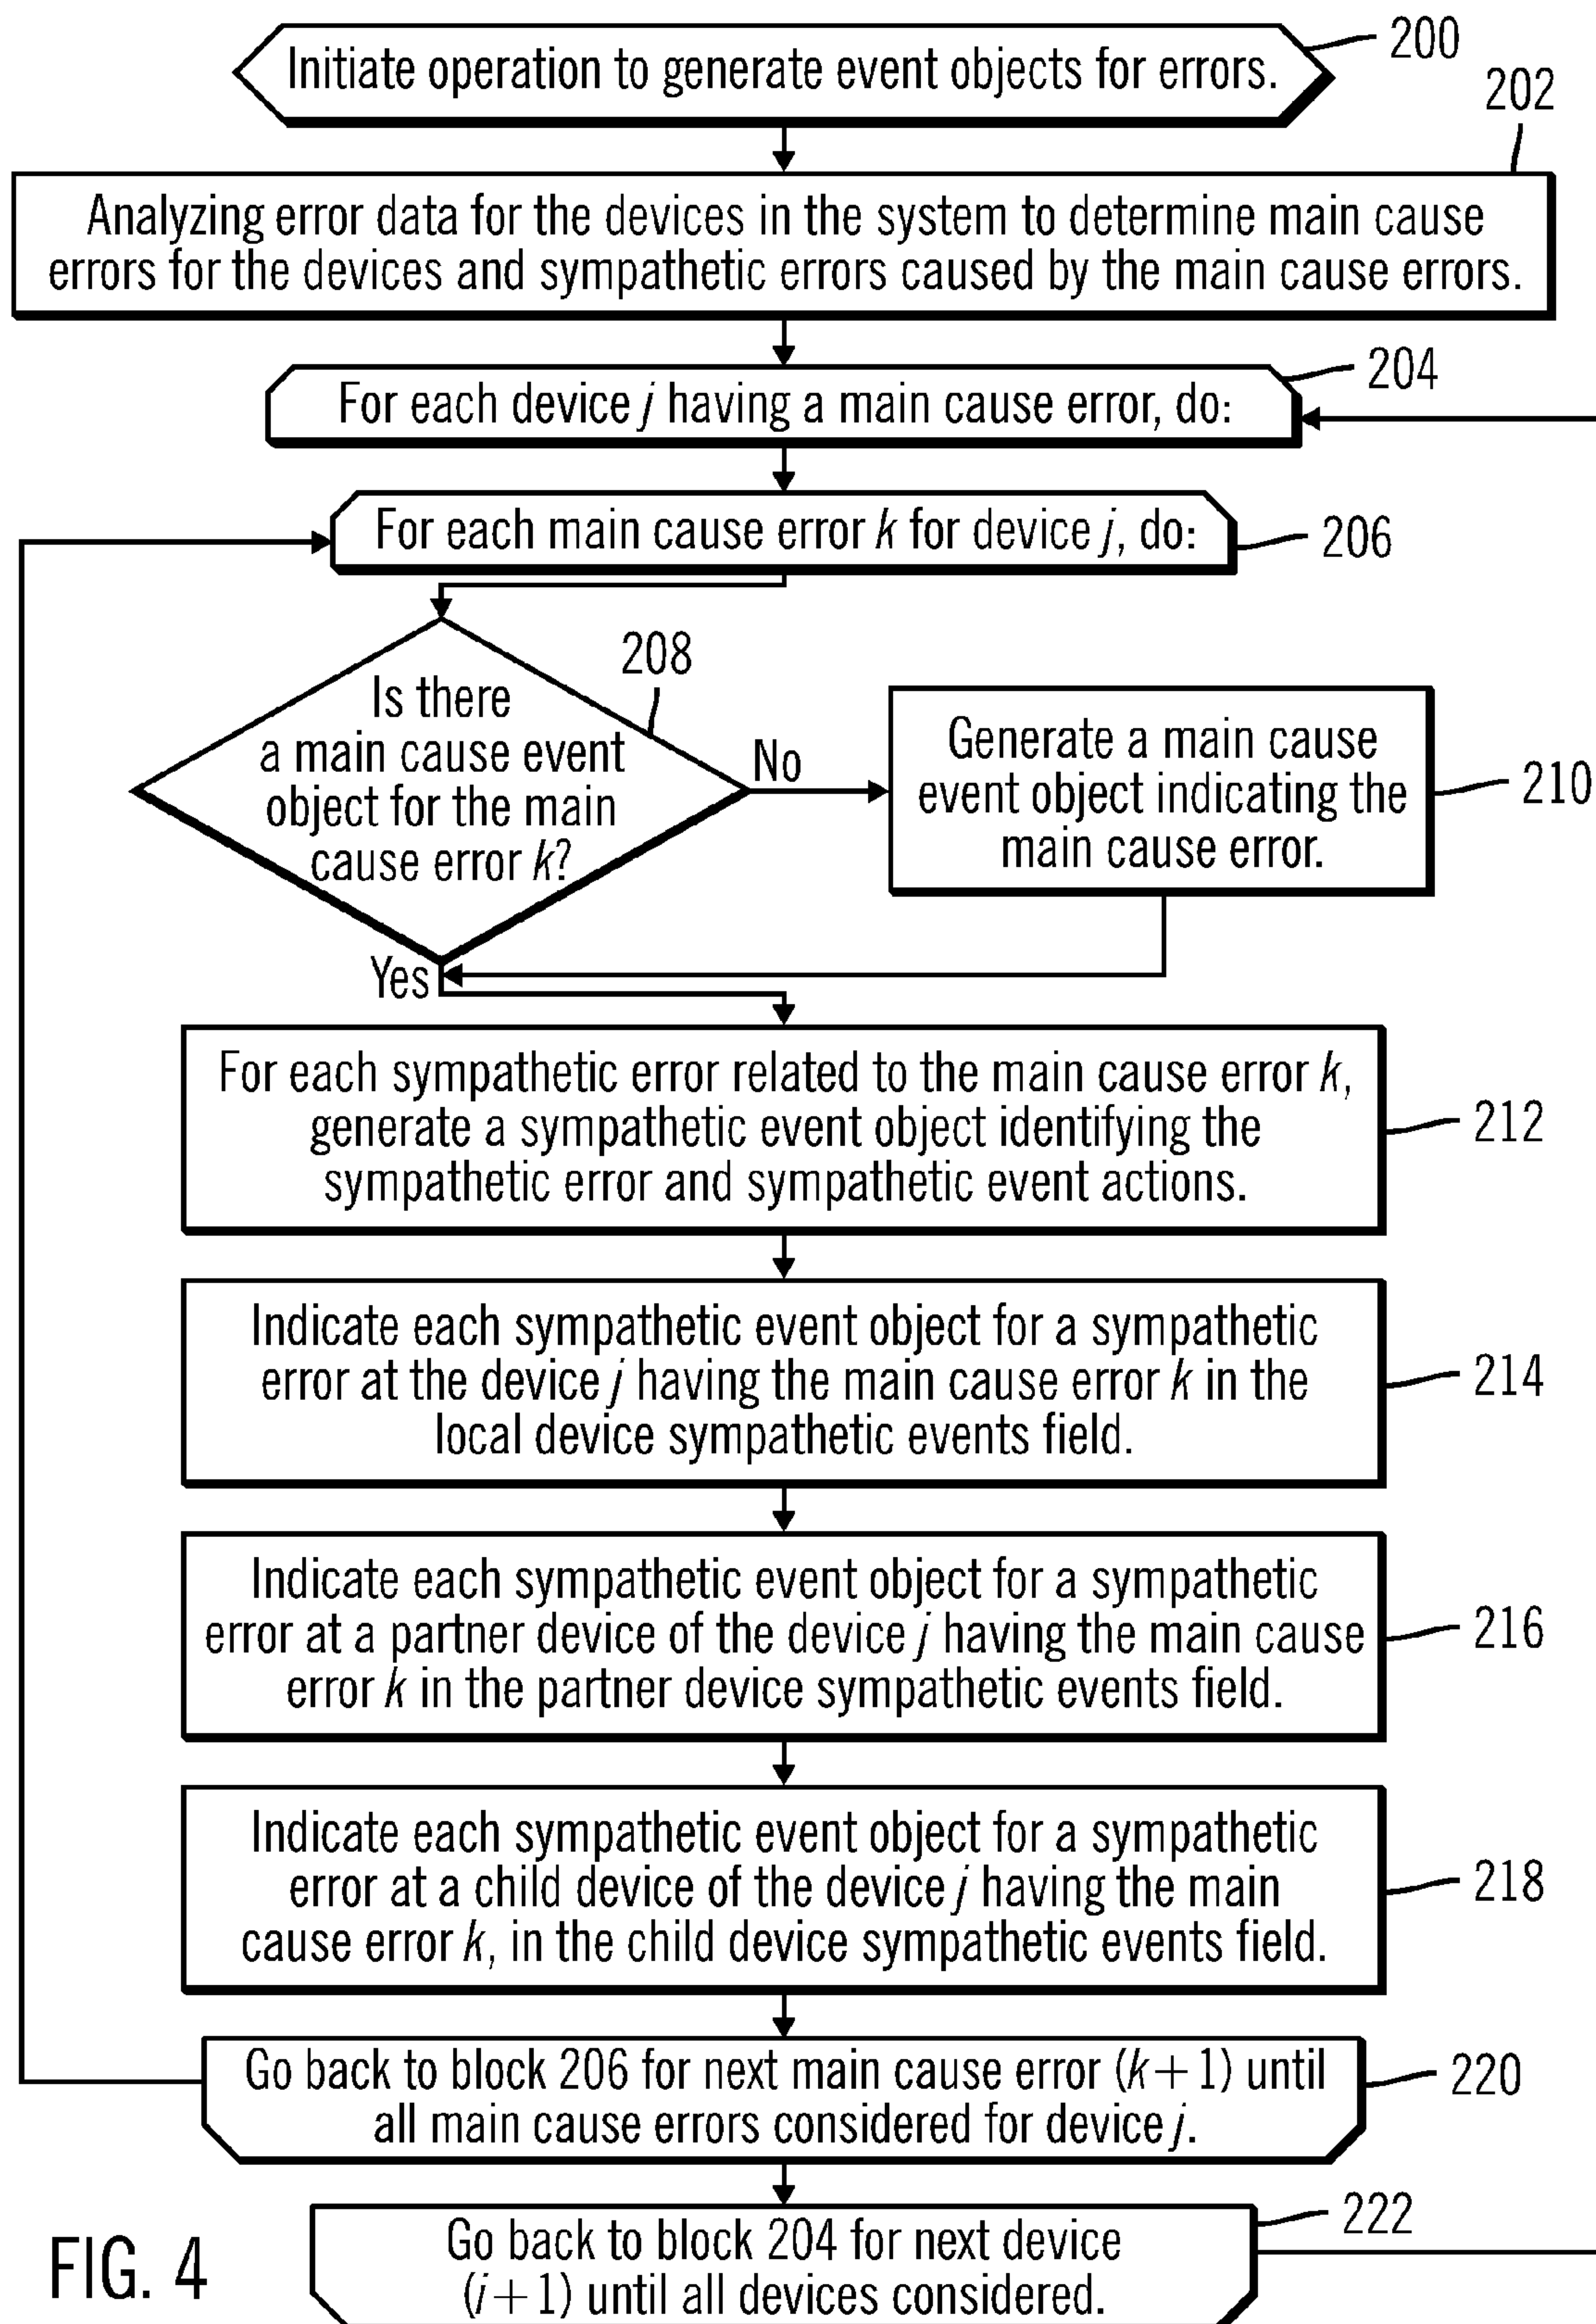 Initiate operation to generate event objects for errors.
200
202
Analyzing error data for the devices in the system to determine main cause
errors for the devices and sympathetic errors caused by the main cause errors.
For each device j having a main cause error, do:
204
For each main cause error k for device j, do:
206
208
Is there
a main cause event
object for the main
cause error k?
No
Generate a main cause
event object indicating the
main cause error.
210
Yes
For each sympathetic error related to the main cause error k,
generate a sympathetic event object identifying the
sympathetic error and sympathetic event actions.
212
Indicate each sympathetic event object for a sympathetic
error at the device j having the main cause error k in the
local device sympathetic events field.
214
Indicate each sympathetic event object for a sympathetic
error at a partner device of the device j having the main cause
error k in the partner device sympathetic events field.
216
Indicate each sympathetic event object for a sympathetic
error at a child device of the device j having the main
cause error k, in the child device sympathetic events field.
218
Go back to block 206 for next main cause error (k+1) until
all main cause errors considered for device j.
220
Go back to block 204 for next device
(i+1) until all devices considered.
222
FIG. 4